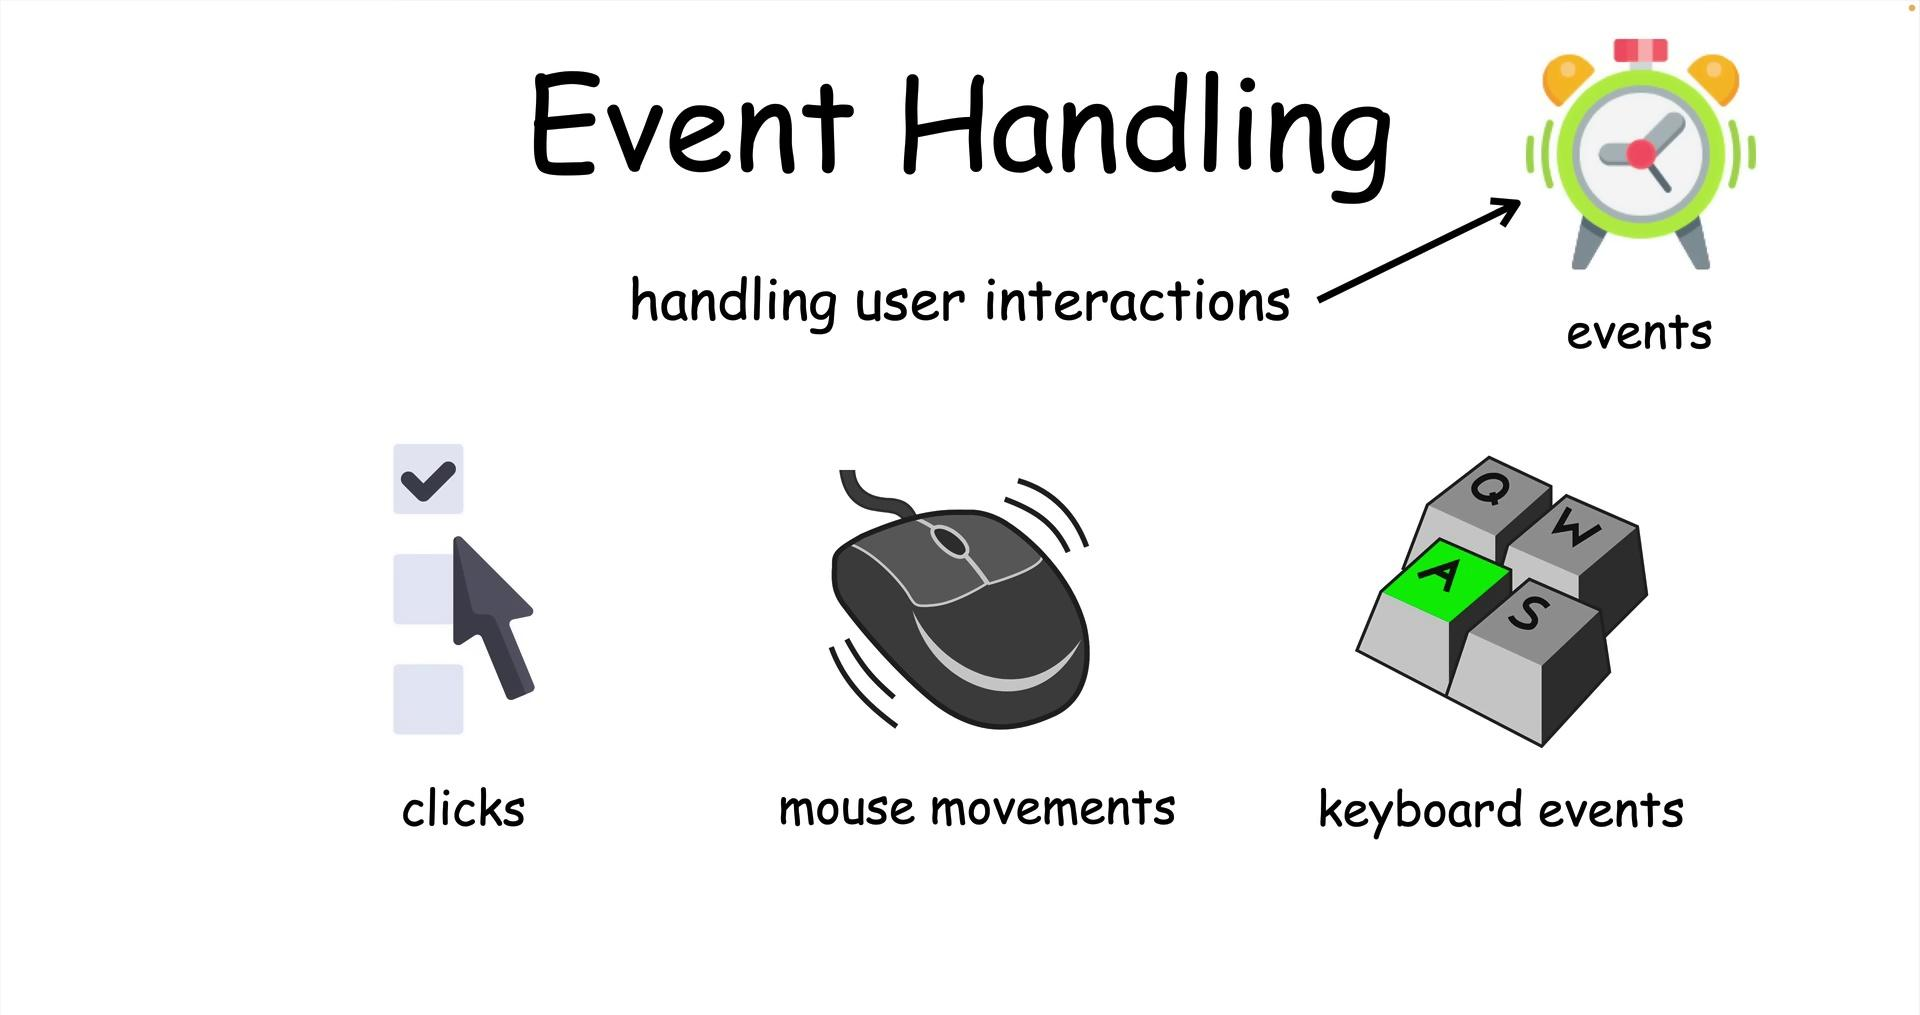 Event Handling
handling user interactions
events
Q
W
A
S
clicks
mouse movements
keyboard events